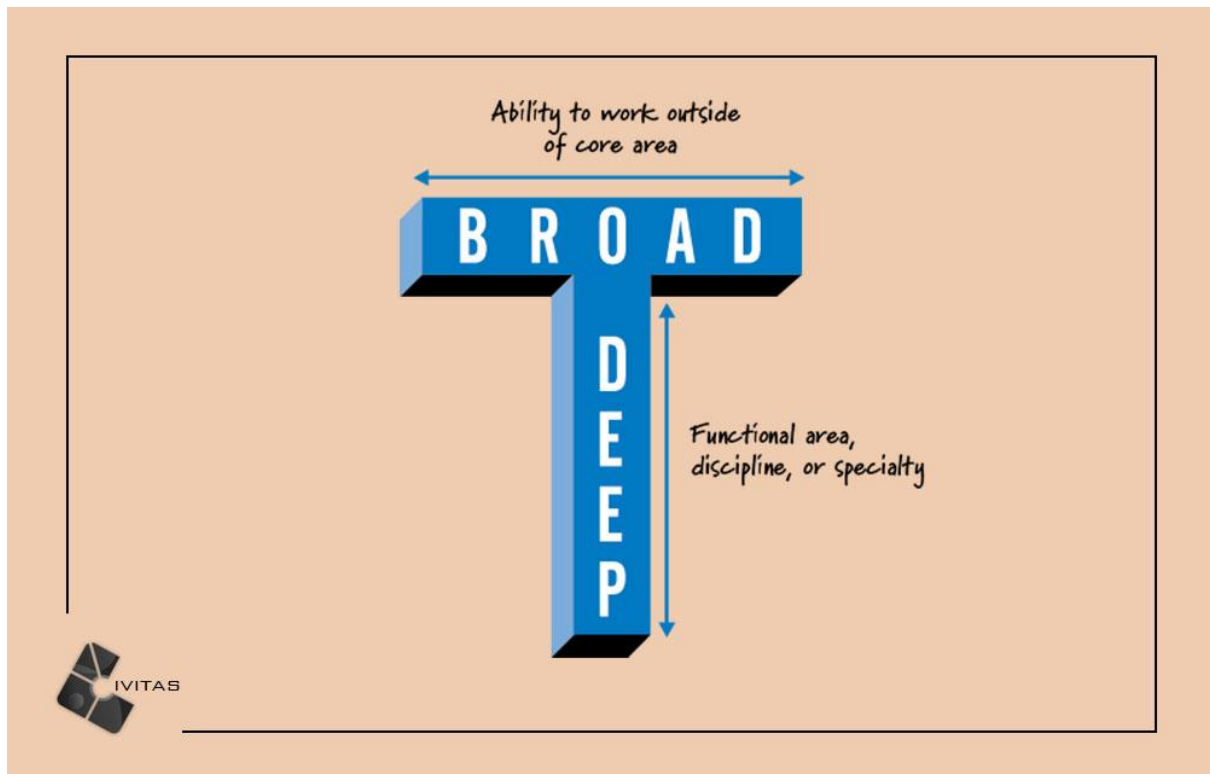 Ability to work outside
of core area
BROAD
DEEP
Functional area,
discipline, or specialty
IVITAS